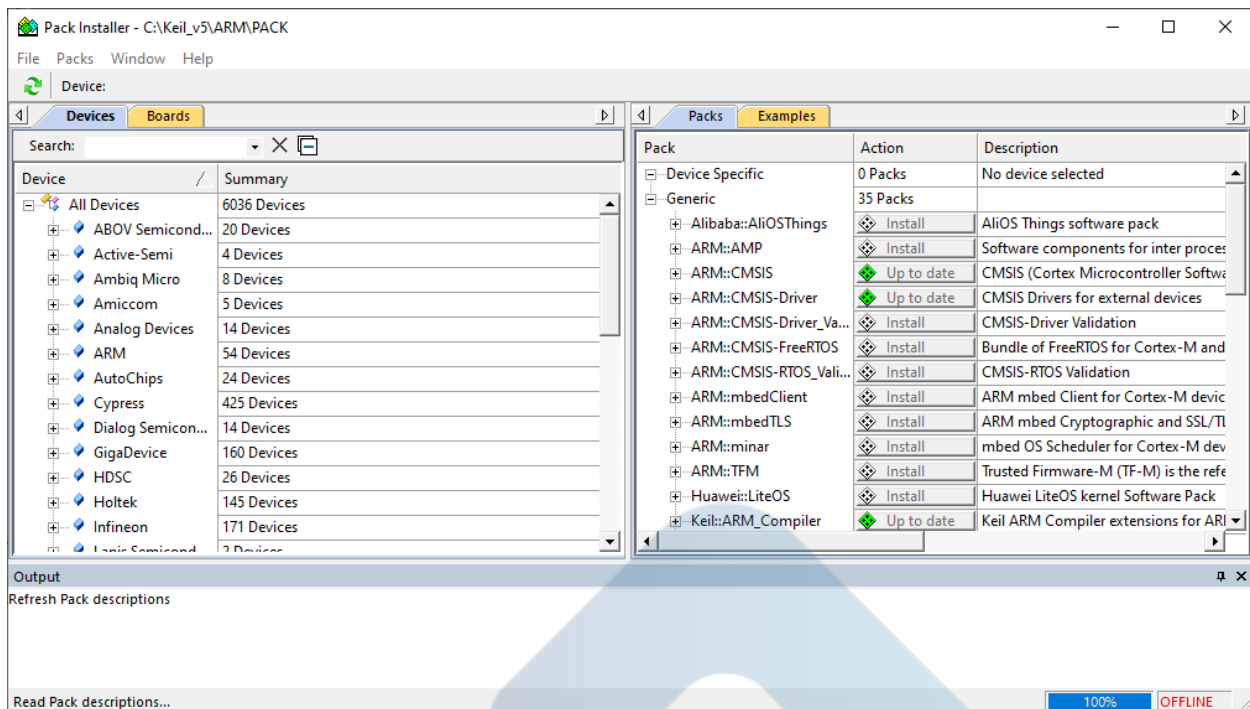 Pack Installer - C:\Keil_v5\ARM\PACK
File Packs Window Help
Device:
Devices Boards
Search:
Device Summary
All Devices 6036 Devices
ABOV Semicond... 20 Devices
Active-Semi 4 Devices
Ambiq Micro 8 Devices
Amiccom 5 Devices
Analog Devices 14 Devices
ARM 54 Devices
AutoChips 24 Devices
Cypress 425 Devices
Dialog Semicon... 14 Devices
GigaDevice 160 Devices
HDSC 26 Devices
Holtek 145 Devices
Infineon 171 Devices
Lapis Semicond 2 Devices
Packs Examples
Pack Action Description
Device Specific 0 Packs No device selected
Generic 35 Packs
Alibaba::AliOSThings Install AliOS Things software pack
ARM::AMP Install Software components for inter proces
ARM::CMSIS Up to date CMSIS (Cortex Microcontroller Softwa
ARM::CMSIS-Driver Up to date CMSIS Drivers for external devices
ARM::CMSIS-Driver_Va... Install CMSIS-Driver Validation
ARM::CMSIS-FreeRTOS Install Bundle of FreeRTOS for Cortex-M and
ARM::CMSIS-RTOS_Vali... Install CMSIS-RTOS Validation
ARM::mbedClient Install ARM mbed Client for Cortex-M devic
ARM::mbedTLS Install ARM mbed Cryptographic and SSL/TL
ARM::minar Install mbed OS Scheduler for Cortex-M dev
ARM::TFM Install Trusted Firmware-M (TF-M) is the refe
Huawei::LiteOS Install Huawei LiteOS kernel Software Pack
Keil::ARM_Compiler Up to date Keil ARM Compiler extensions for ARI
Output
Refresh Pack descriptions
Read Pack descriptions...
100% OFFLINE